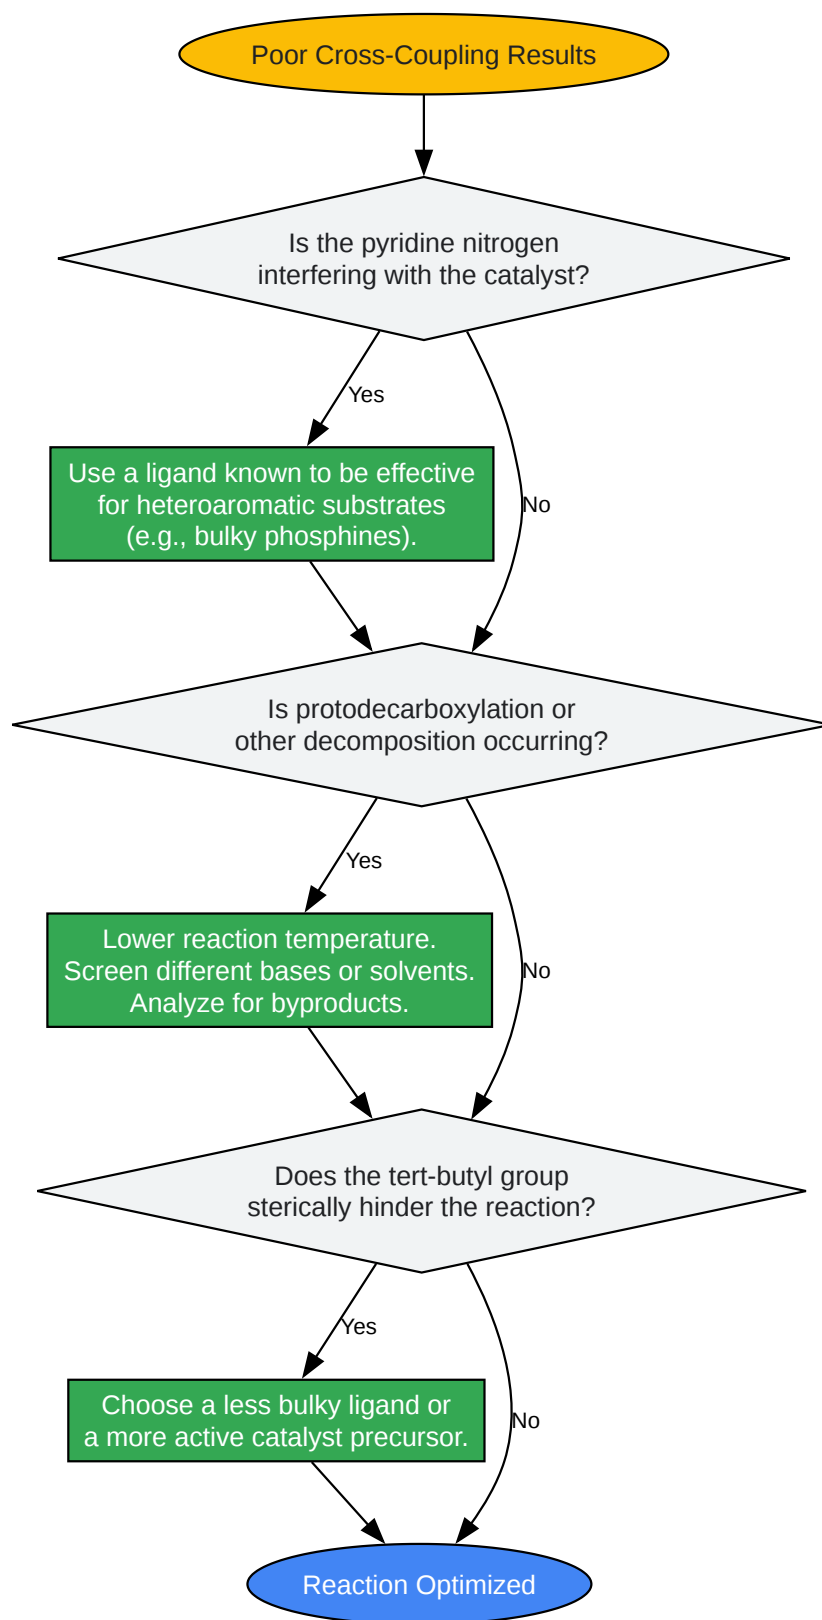 Poor Cross-Coupling Results
Is the pyridine nitrogen
interfering with the catalyst?
Yes
Use a ligand known to be effective
for heteroaromatic substrates
(e.g., bulky phosphines).
No
Is protodecarboxylation or
other decomposition occurring?
Yes
Lower reaction temperature.
Screen different bases or solvents.
Analyze for byproducts.
No
Does the tert-butyl group
sterically hinder the reaction?
Yes
Choose a less bulky ligand or
a more active catalyst precursor.
No
Reaction Optimized